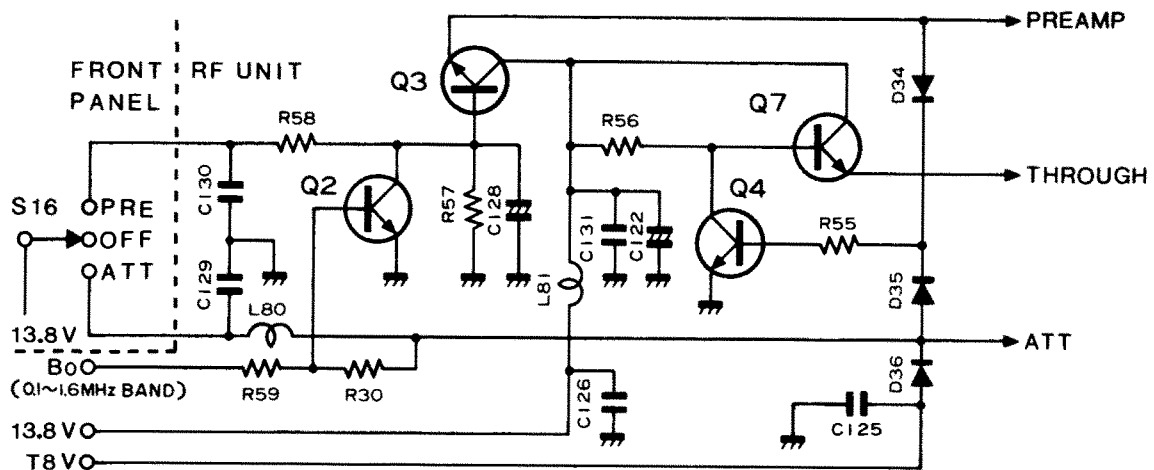 PREAMP
FRONT RF UNIT
PANEL
Q3
D34
R58
R56
Q7
C130
Q2
R57
C128
THROUGH
S16
PRE
OFF
ATT
Q4
C131
C122
R55
C129
L80
L81
D35
13.8V
ATT
B0
(0.1~1.6MHz BAND)
R59
R30
D36
C126
C125
13.8V
T8V